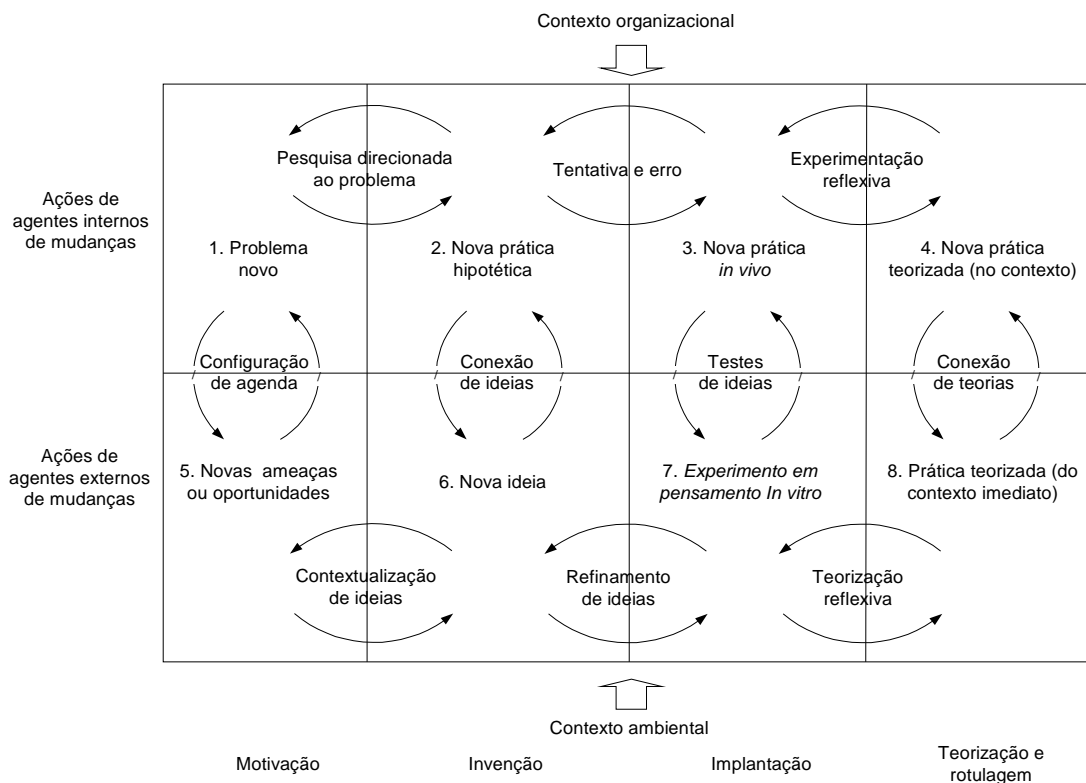 Contexto organizacional
Pesquisa direcionada
ao problema
Tentativa e erro
Experimentação
reflexiva
Ações de
agentes internos
de mudanças
1. Problema
novo
2. Nova prática
hipotética
3. Nova prática
in vivo
4. Nova prática
teorizada (no contexto)
Configuração
de agenda
Conexão
de ideias
Testes
de ideias
Conexão
de teorias
Ações de
agentes externos
de mudanças
5. Novas ameaças
ou oportunidades
6. Nova ideia
7. Experimento em
pensamento In vitro
8. Prática teorizada (do
contexto imediato)
Contextualização
de ideias
Refinamento
de ideias
Teorização
reflexiva
Contexto ambiental
Motivação
Invenção
Implantação
Teorização e
rotulagem